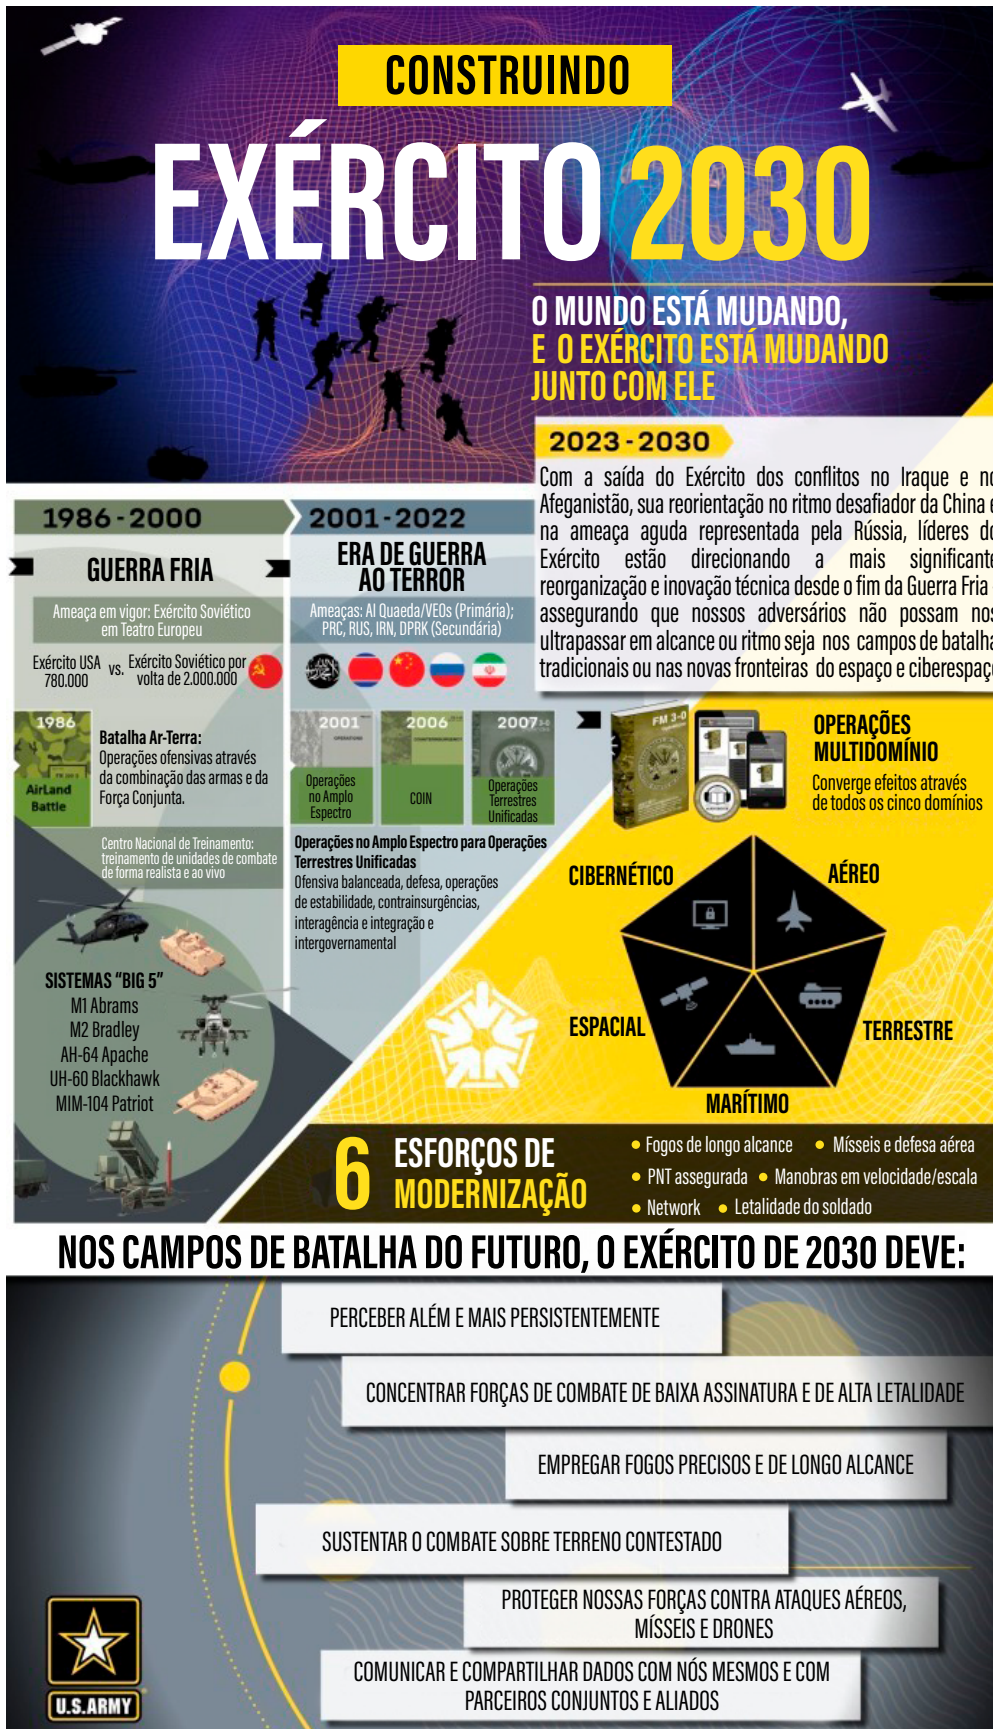 CONSTRUINDO
EXÉRCITO 2030
O MUNDO ESTÁ MUDANDO,
E O EXÉRCITO ESTÁ MUDANDO
JUNTO COM ELE
2023 - 2030
Com a saída do Exército dos conflitos no Iraque e no
Afeganistão, sua reorientação no ritmo desafiador da China e
na ameaça aguda representada pela Rússia, líderes do
Exército estão direcionando a mais significante
reorganização e inovação técnica desde o fim da Guerra Fria
assegurando que nossos adversários não possam nos
ultrapassar em alcance ou ritmo seja nos campos de batalha
tradicionais ou nas novas fronteiras do espaço e ciberespaço
1986 - 2000
GUERRA FRIA
Ameaça em vigor: Exército Soviético
em Teatro Europeu
Exército USA
780.000
vs.
Exército Soviético por
volta de 2.000.000
1986
AirLand
Battle
Batalha Ar-Terra:
Operações ofensivas através
da combinação das armas e da
Força Conjunta.
Centro Nacional de Treinamento:
treinamento de unidades de combate
de forma realista e ao vivo
SISTEMAS “BIG 5”
M1 Abrams
M2 Bradley
AH-64 Apache
UH-60 Blackhawk
MIM-104 Patriot
2001 - 2022
ERA DE GUERRA
AO TERROR
Ameaças: Al Quaeda/VEOs (Primária);
PRC, RUS, IRN, DPRK (Secundária)
2001
OPERATIONS
Operações
no Amplo
Espectro
2006
COUNTERINSURGENCY
COIN
2007
Operações
Terrestres
Unificadas
Operações no Amplo Espectro para Operações
Terrestres Unificadas
Ofensiva balanceada, defesa, operações
de estabilidade, contrainsurgências,
interagência e integração e
intergovernamental
FM 3-0
OPERAÇÕES
MULTIDOMÍNIO
Converge efeitos através
de todos os cinco domínios
CIBERNÉTICO
AÉREO
ESPACIAL
TERRESTRE
MARÍTIMO
6 ESFORÇOS DE
MODERNIZAÇÃO
• Fogos de longo alcance • Mísseis e defesa aérea
• PNT assegurada • Manobras em velocidade/escala
• Network • Letalidade do soldado
NOS CAMPOS DE BATALHA DO FUTURO, O EXÉRCITO DE 2030 DEVE:
PERCEBER ALÉM E MAIS PERSISTENTEMENTE
CONCENTRAR FORÇAS DE COMBATE DE BAIXA ASSINATURA E DE ALTA LETALIDADE
EMPREGAR FOGOS PRECISOS E DE LONGO ALCANCE
SUSTENTAR O COMBATE SOBRE TERRENO CONTESTADO
PROTEGER NOSSAS FORÇAS CONTRA ATAQUES AÉREOS,
MÍSSEIS E DRONES
COMUNICAR E COMPARTILHAR DADOS COM NÓS MESMOS E COM
PARCEIROS CONJUNTOS E ALIADOS
U.S.ARMY